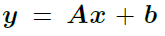 y = Ax + b